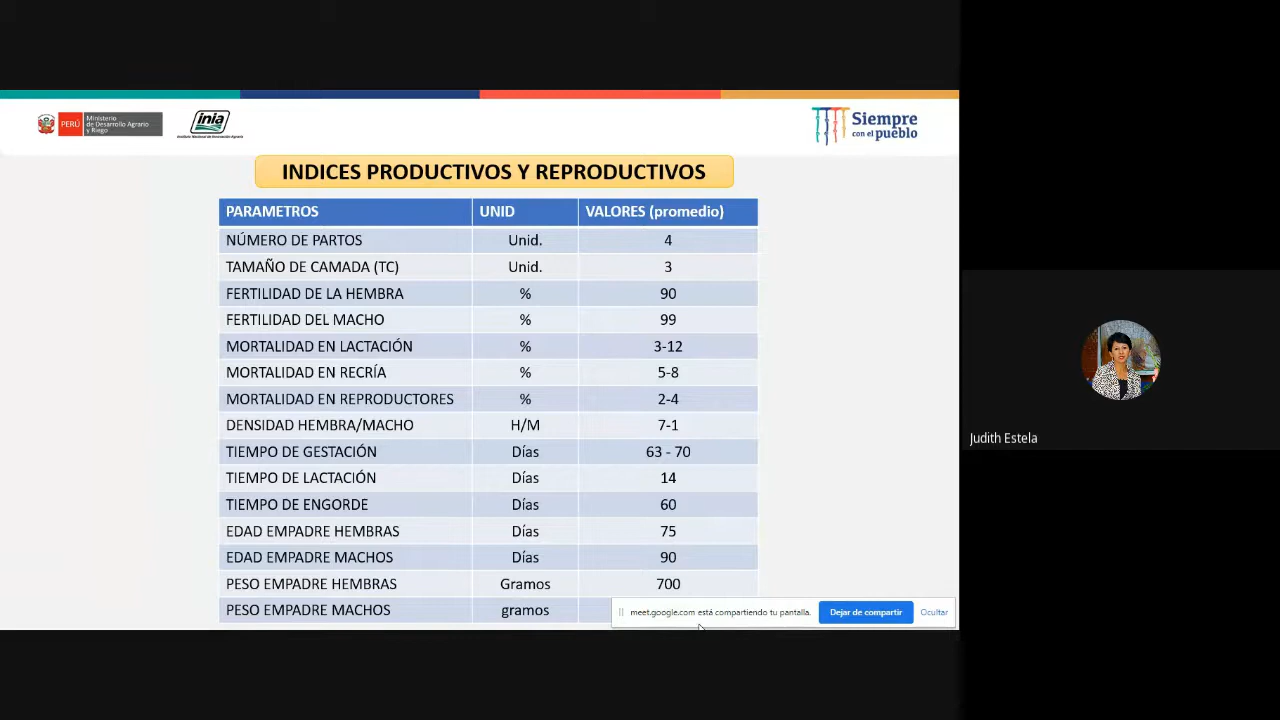 PERÚ
Ministerio
de Desarrollo Agrario
y Riego
inia
Instituto Nacional de Innovación Agraria
Siempre
con el pueblo
INDICES PRODUCTIVOS Y REPRODUCTIVOS
PARAMETROS UNID VALORES (promedio)
NÚMERO DE PARTOS Unid. 4
TAMAÑO DE CAMADA (TC) Unid. 3
FERTILIDAD DE LA HEMBRA % 90
FERTILIDAD DEL MACHO % 99
MORTALIDAD EN LACTACIÓN % 3-12
MORTALIDAD EN RECRÍA % 5-8
MORTALIDAD EN REPRODUCTORES % 2-4
DENSIDAD HEMBRA/MACHO H/M 7-1
TIEMPO DE GESTACIÓN Días 63 - 70
TIEMPO DE LACTACIÓN Días 14
TIEMPO DE ENGORDE Días 60
EDAD EMPADRE HEMBRAS Días 75
EDAD EMPADRE MACHOS Días 90
PESO EMPADRE HEMBRAS Gramos 700
PESO EMPADRE MACHOS gramos
meet.google.com está compartiendo tu pantalla. Dejar de compartir Ocultar
Judith Estela